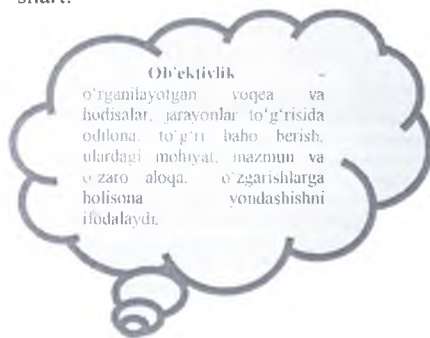 shart.
Ob'ektivlik -
o'rganilayotgan voqea va
hodisalar, jarayonlar to'g'risida
odilona, to'g'ri baho berish,
ulardagi mohiyat, mazmun va
o'zaro aloqa, o'zgarishlarga
holisona yondashishni
ifodalaydi.